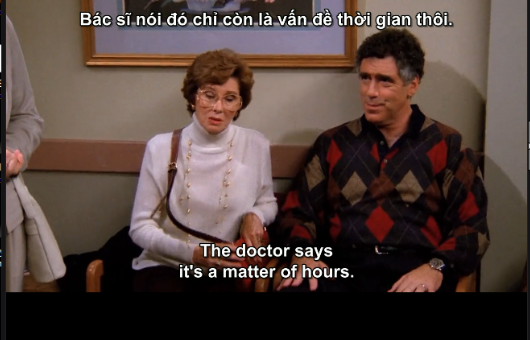 Bác sĩ nói đó chỉ còn là vấn đề thời gian thôi.
The doctor says
it's a matter of hours.